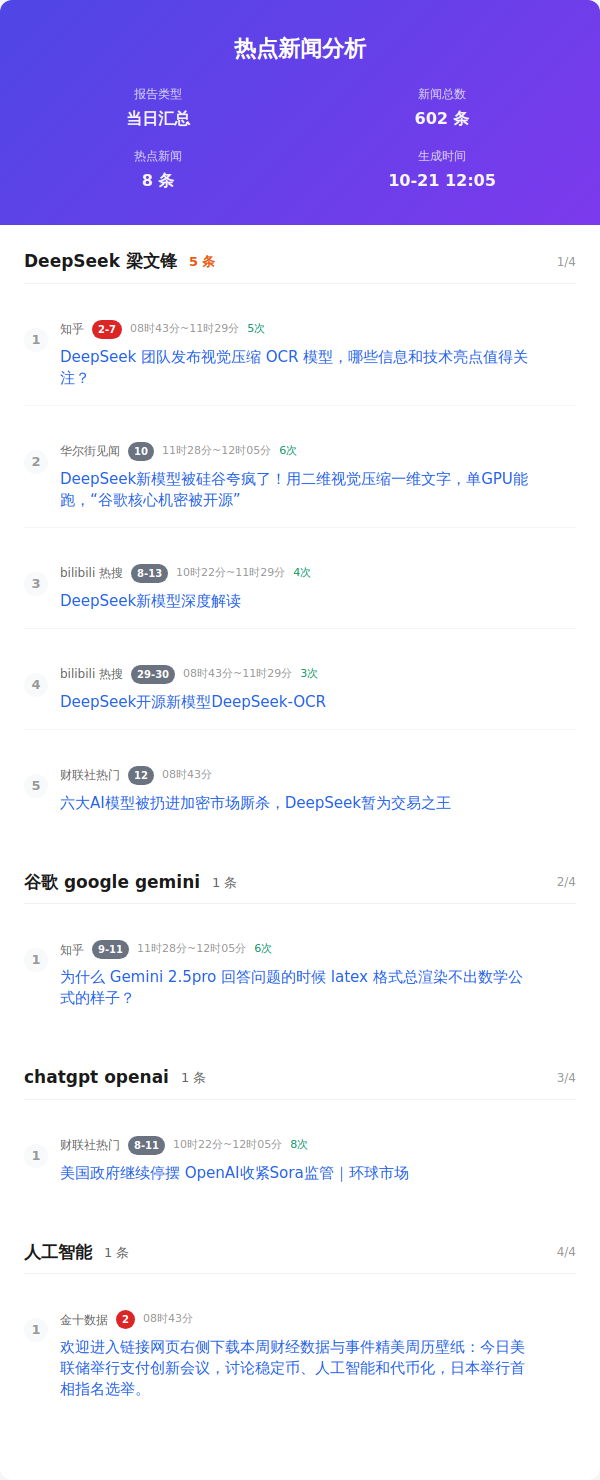 热点新闻分析
报告类型
新闻总数
当日汇总
602 条
热点新闻
生成时间
8 条
10-21 12:05
DeepSeek 梁文锋 5 条 1/4
1 知乎 2-7 08时43分~11时29分 5次
DeepSeek 团队发布视觉压缩 OCR 模型，哪些信息和技术亮点值得关
注？
2 华尔街见闻 10 11时28分~12时05分 6次
DeepSeek新模型被硅谷夸疯了！用二维视觉压缩一维文字，单GPU能
跑，“谷歌核心机密被开源”
3 bilibili 热搜 8-13 10时22分~11时29分 4次
DeepSeek新模型深度解读
4 bilibili 热搜 29-30 08时43分~11时29分 3次
DeepSeek开源新模型DeepSeek-OCR
5 财联社热门 12 08时43分
六大AI模型被扔进加密市场厮杀，DeepSeek暂为交易之王
谷歌 google gemini 1 条 2/4
1 知乎 9-11 11时28分~12时05分 6次
为什么 Gemini 2.5pro 回答问题的时候 latex 格式总渲染不出数学公
式的样子？
chatgpt openai 1 条 3/4
1 财联社热门 8-11 10时22分~12时05分 8次
美国政府继续停摆 OpenAI收紧Sora监管｜环球市场
人工智能 1 条 4/4
1 金十数据 2 08时43分
欢迎进入链接网页右侧下载本周财经数据与事件精美周历壁纸：今日美
联储举行支付创新会议，讨论稳定币、人工智能和代币化，日本举行首
相指名选举。